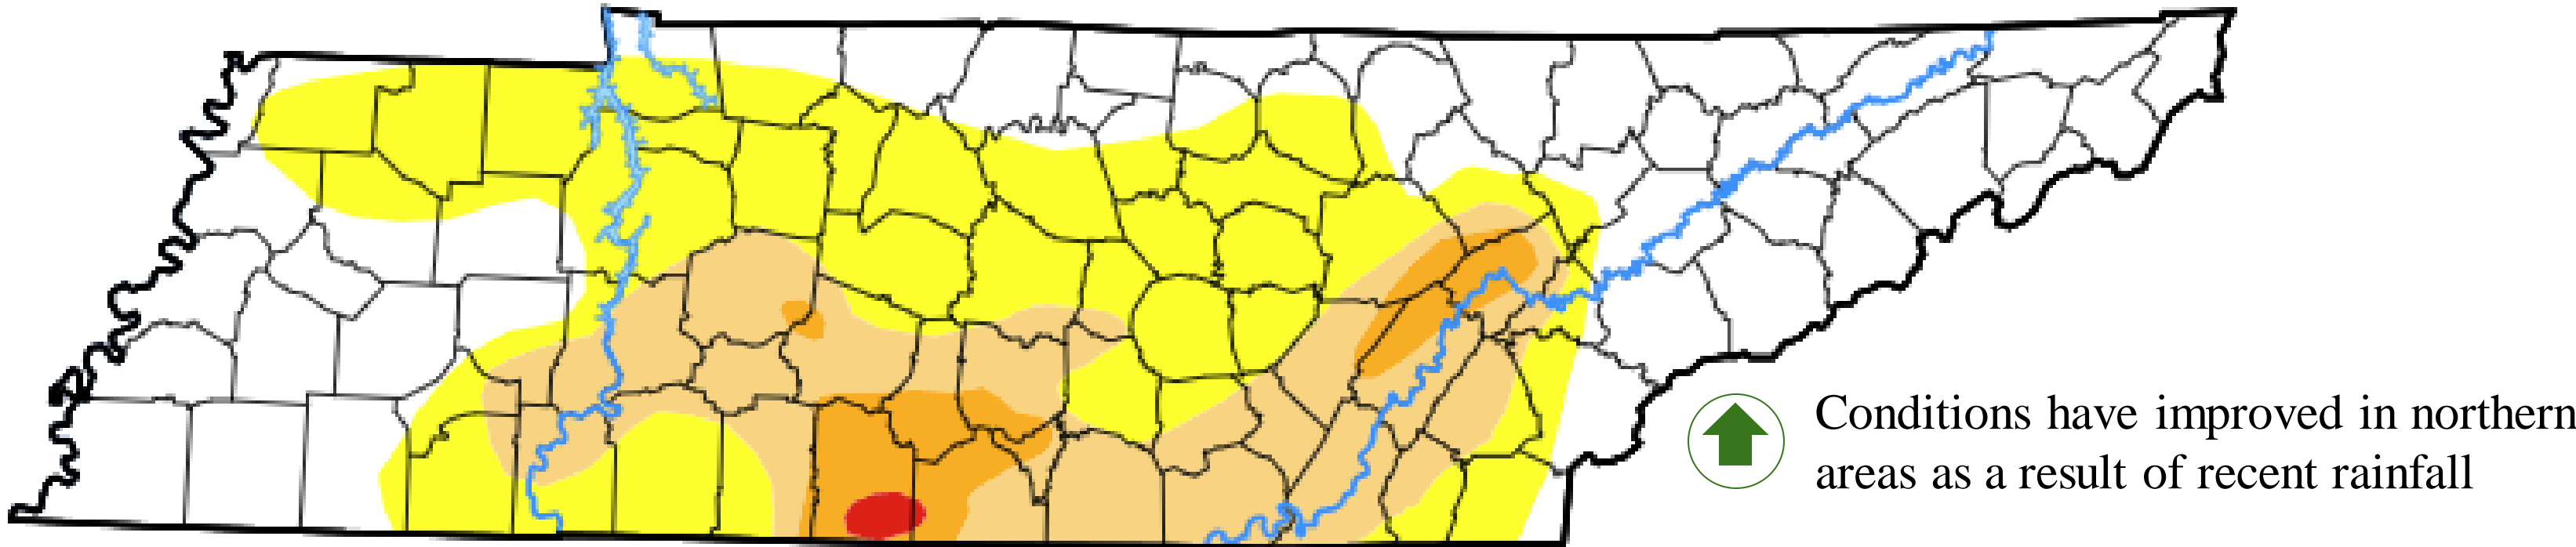 Conditions have improved in northern
areas as a result of recent rainfall